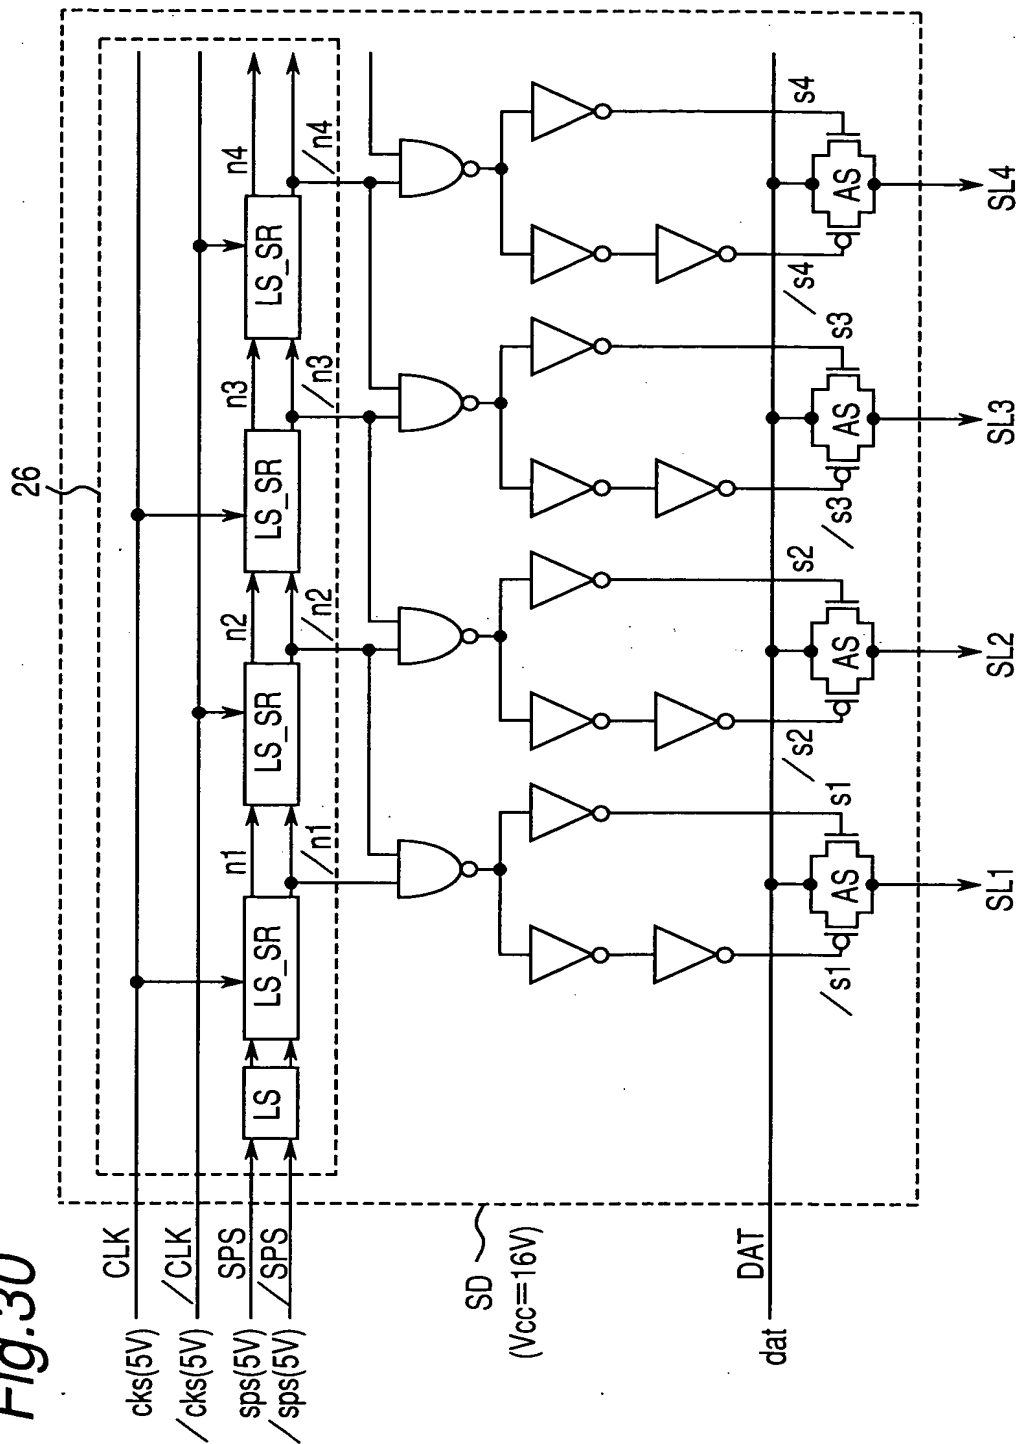 Fig.30
26
cks(5V)
CLK
/cks(5V)
/CLK
sps(5V)
SPS
/sps(5V)
/SPS
LS
LS_SR
n1
/n1
LS_SR
n2
/n2
LS_SR
n3
/n3
LS_SR
n4
/n4
SD
(Vcc=16V)
dat
DAT
/s1
s1
/s2
s2
/s3
s3
/s4
s4
AS
AS
AS
AS
SL1
SL2
SL3
SL4